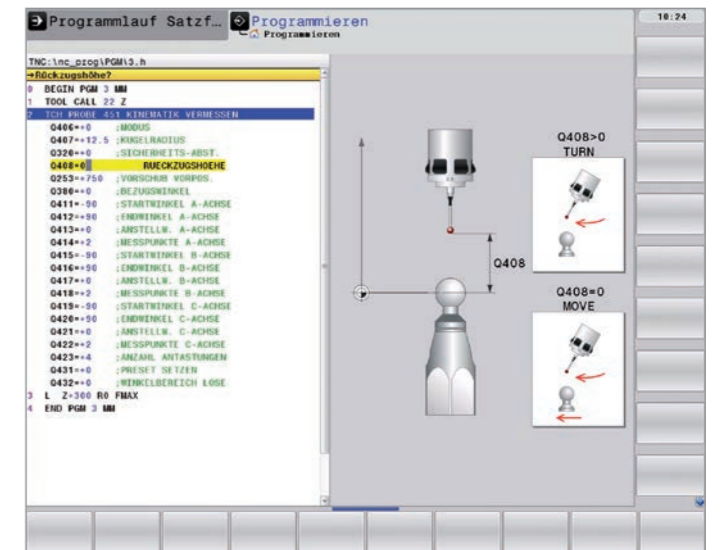 Programmlauf Satzf… Programmieren
Programmieren
10:24
TNC:\nc_prog\PGM\3.h
→Rückzugshöhe?
0 BEGIN PGM 3 MM
1 TOOL CALL 22 Z
2 TCH PROBE 451 KINEMATIK VERMESSEN
Q406=+0 ;MODUS
Q407=+12.5 ;KUGELRADIUS
Q320=+0 ;SICHERHEITS-ABST.
Q408=0 RUECKZUGSHOEHE
Q253=+750 ;VORSCHUB VORPOS.
Q380=+0 ;BEZUGSWINKEL
Q411=-90 ;STARTWINKEL A-ACHSE
Q412=+90 ;ENDWINKEL A-ACHSE
Q413=+0 ;ANSTELLW. A-ACHSE
Q414=+2 ;MESSPUNKTE A-ACHSE
Q415=-90 ;STARTWINKEL B-ACHSE
Q416=+90 ;ENDWINKEL B-ACHSE
Q417=+0 ;ANSTELLW. B-ACHSE
Q418=+2 ;MESSPUNKTE B-ACHSE
Q419=-90 ;STARTWINKEL C-ACHSE
Q420=+90 ;ENDWINKEL C-ACHSE
Q421=+0 ;ANSTELLW. C-ACHSE
Q422=+2 ;MESSPUNKTE C-ACHSE
Q423=+4 ;ANZAHL ANTASTUNGEN
Q431=+0 ;PRESET SETZEN
Q432=+0 ;WINKELBEREICH LOSE
3 L Z+300 R0 FMAX
4 END PGM 3 MM
Q408>0
TURN
Q408
Q408=0
MOVE